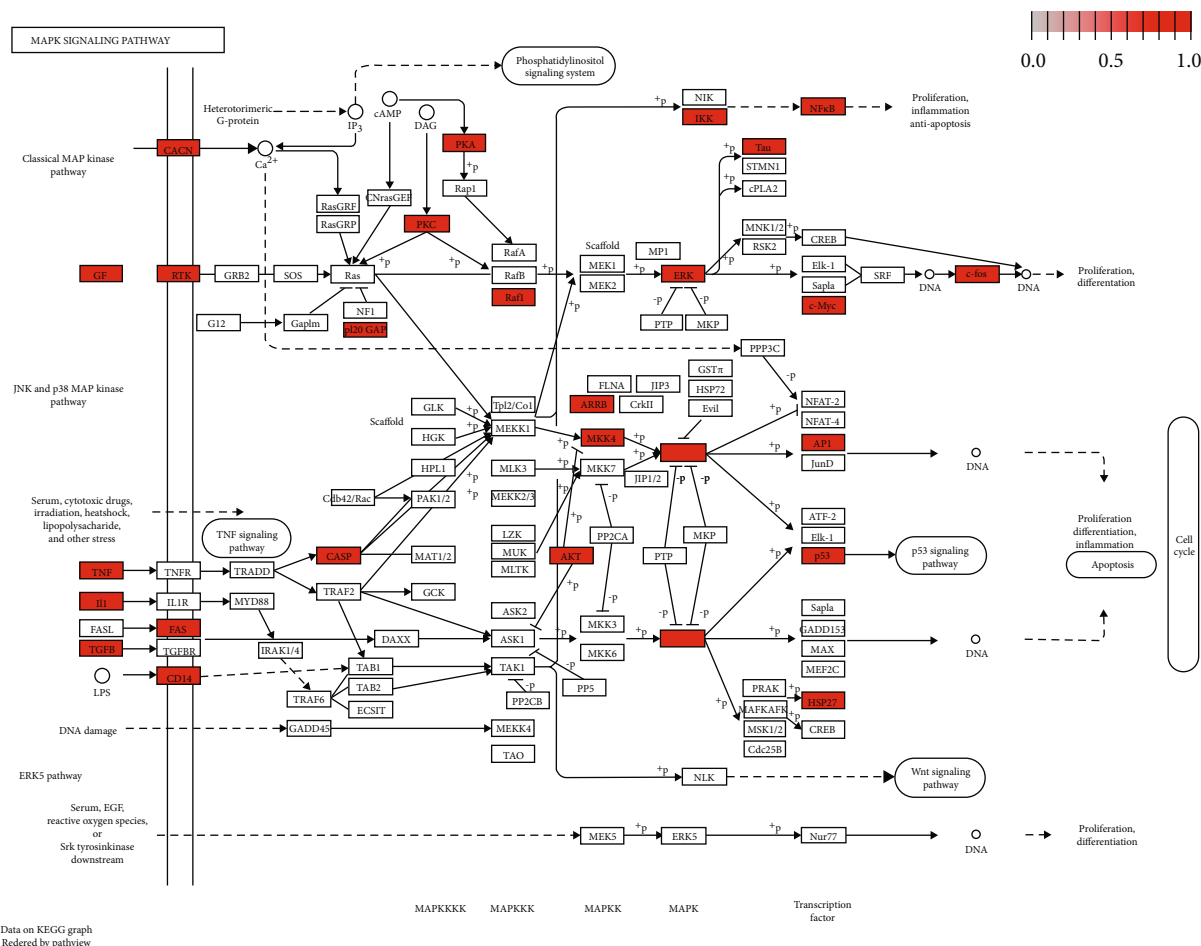 MAPK SIGNALING PATHWAY
0.0 0.5 1.0
Phosphatidylinositol
signaling system
Heterotorimeric
G-protein
IP3
cAMP
DAG
Classical MAP kinase
pathway
CACN
Ca2+
PKA
+p
Rap1
RasGRF
RasGRP
CNrasGEF
PKC
+p
NIK
IKK
NFκB
Proliferation,
inflammation
anti-apoptosis
+p
Tau
STMN1
+p
cPLA2
GF
RTK
GRB2
SOS
Ras
+p
+p
RafA
RafB
Raf1
Scaffold
MEK1
MEK2
+p
MP1
ERK
+p
MNK1/2
RSK2
+p
CREB
+p
Elk-1
Sapla
c-Myc
SRF
DNA
c-fos
DNA
Proliferation,
differentation
G12
Gaplm
NF1
pl20 GAP
-p
-p
PTP
MKP
PPP3C
-p
JNK and p38 MAP kinase
pathway
Scaffold
GLK
HGK
HPL1
+p
+p
+p
+p
+p
Tpl2/Co1
MEKK1
MLK3
MEKK2/3
FLNA
JIP3
ARRB
CrkII
GSTπ
HSP72
Evil
MKK4
MKK7
+p
+p
+p
+p
JIP1/2
-p
-p
+p
NFAT-2
NFAT-4
+p
AP1
JunD
DNA
Cdb42/Rac
PAK1/2
Serum, cytotoxic drugs,
irradiation, heatshock,
lipopolysacharide,
and other stress
TNF signaling
pathway
LZK
MUK
MLTK
+p
-p
PP2CA
AKT
+p
PTP
MKP
+p
ATF-2
Elk-1
p53
+p
p53 signaling
pathway
Proliferation
differentiation,
inflammation
Apoptosis
Cell
cycle
TNF
TNFR
TRADD
CASP
MAT1/2
TRAF2
GCK
Il1
IL1R
MYD88
FASL
FAS
DAXX
TGFB
TGFBR
IRAK1/4
ASK2
ASK1
+p
MKK3
MKK6
-p
+p
-p
-p
+p
Sapla
GADD153
MAX
MEF2C
DNA
LPS
CD14
TAB1
TAB2
ECSIT
TRAF6
TAK1
-p
PP2CB
-p
PP5
PRAK
MAFKAFK
MSK1/2
Cdc25B
+p
+p
+p
HSP27
CREB
DNA damage
GADD45
MEKK4
TAO
ERK5 pathway
+p
NLK
Wnt signaling
pathway
Serum, EGF,
reactive oxygen species,
or
Srk tyrosinkinase
downstream
MEK5
+p
ERK5
+p
Nur77
DNA
Proliferation,
differentiation
MAPKKKK
MAPKKK
MAPKK
MAPK
Transcription
factor
Data on KEGG graph
Redered by pathview